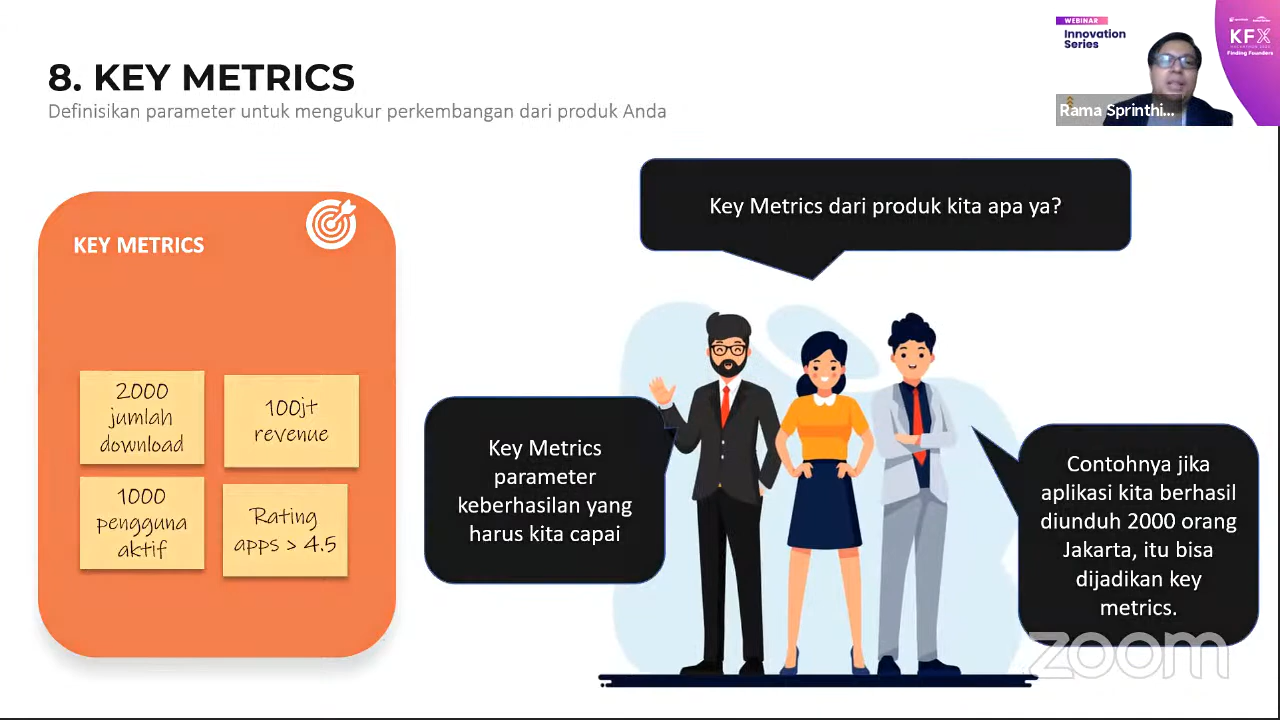 WEBINAR
Innovation
Series
KFX
Finding Founders
Rama Sprinthi...
8. KEY METRICS
Definisikan parameter untuk mengukur perkembangan dari produk Anda
Key Metrics dari produk kita apa ya?
KEY METRICS
2000
jumlah
download
100jt
revenue
1000
pengguna
aktif
Rating
apps > 4.5
Key Metrics
parameter
keberhasilan yang
harus kita capai
Contohnya jika
aplikasi kita berhasil
diunduh 2000 orang
Jakarta, itu bisa
dijadikan key
metrics.
zoom